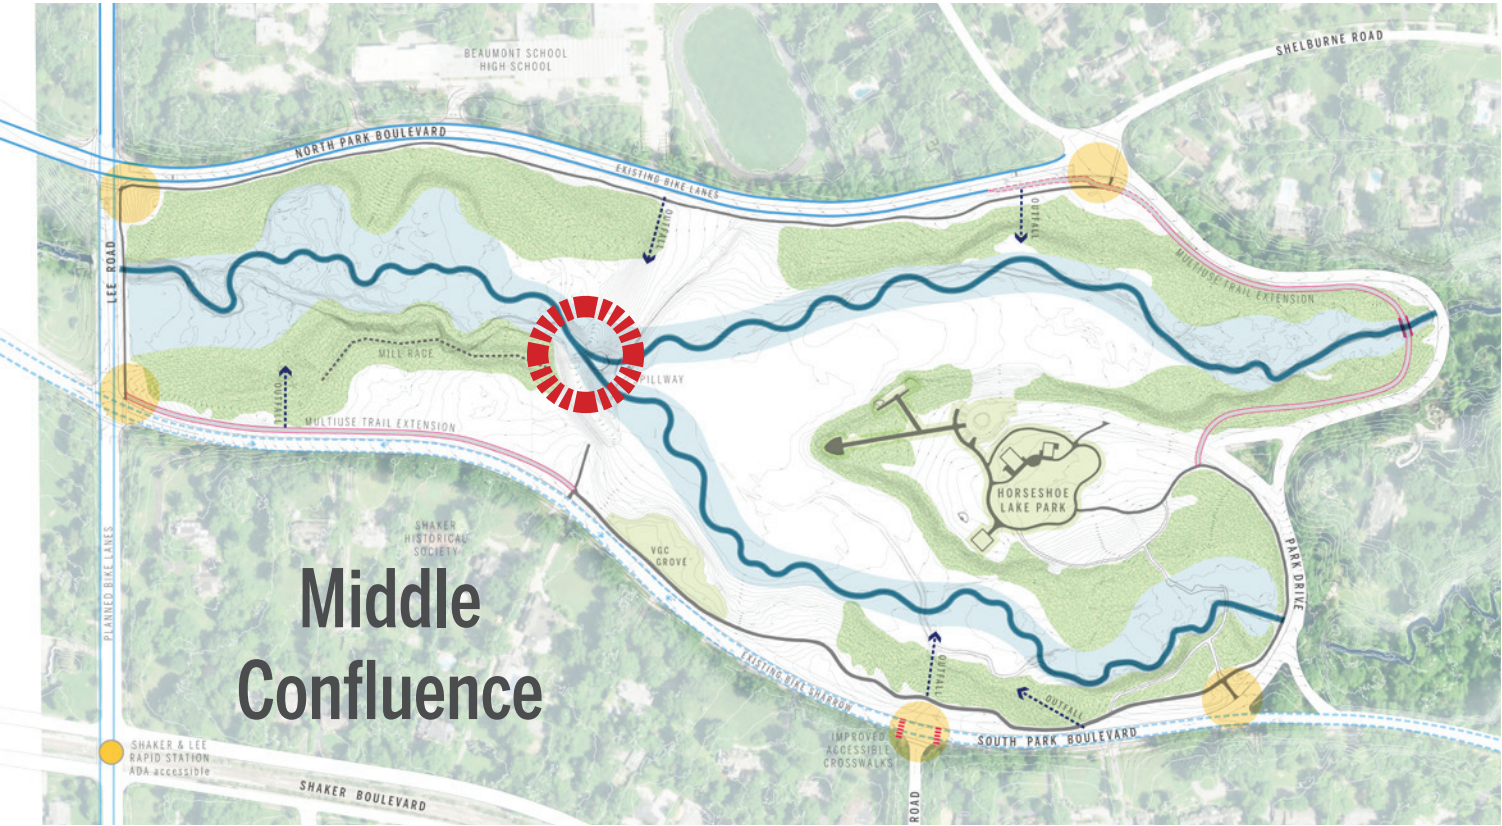 BEAUMONT SCHOOL
HIGH SCHOOL
SHELBURNE ROAD
NORTH PARK BOULEVARD
EXISTING BIKE LANES
OUTFALL
OUTFALL
LEE ROAD
MULTIUSE TRAIL EXTENSION
MILL RACE
PILLWAY
OUTFALL
MULTIUSE TRAIL EXTENSION
HORSESHOE
LAKE PARK
SHAKER
HISTORICAL
SOCIETY
VGC
GROVE
PARK DRIVE
PLANNED BIKE LANES
Middle
Confluence
EXISTING BIKE SHARROW
OUTFALL
OUTFALL
IMPROVED
ACCESSIBLE
CROSSWALKS
SOUTH PARK BOULEVARD
SHAKER & LEE
RAPID STATION
ADA accessible
SHAKER BOULEVARD
ROAD